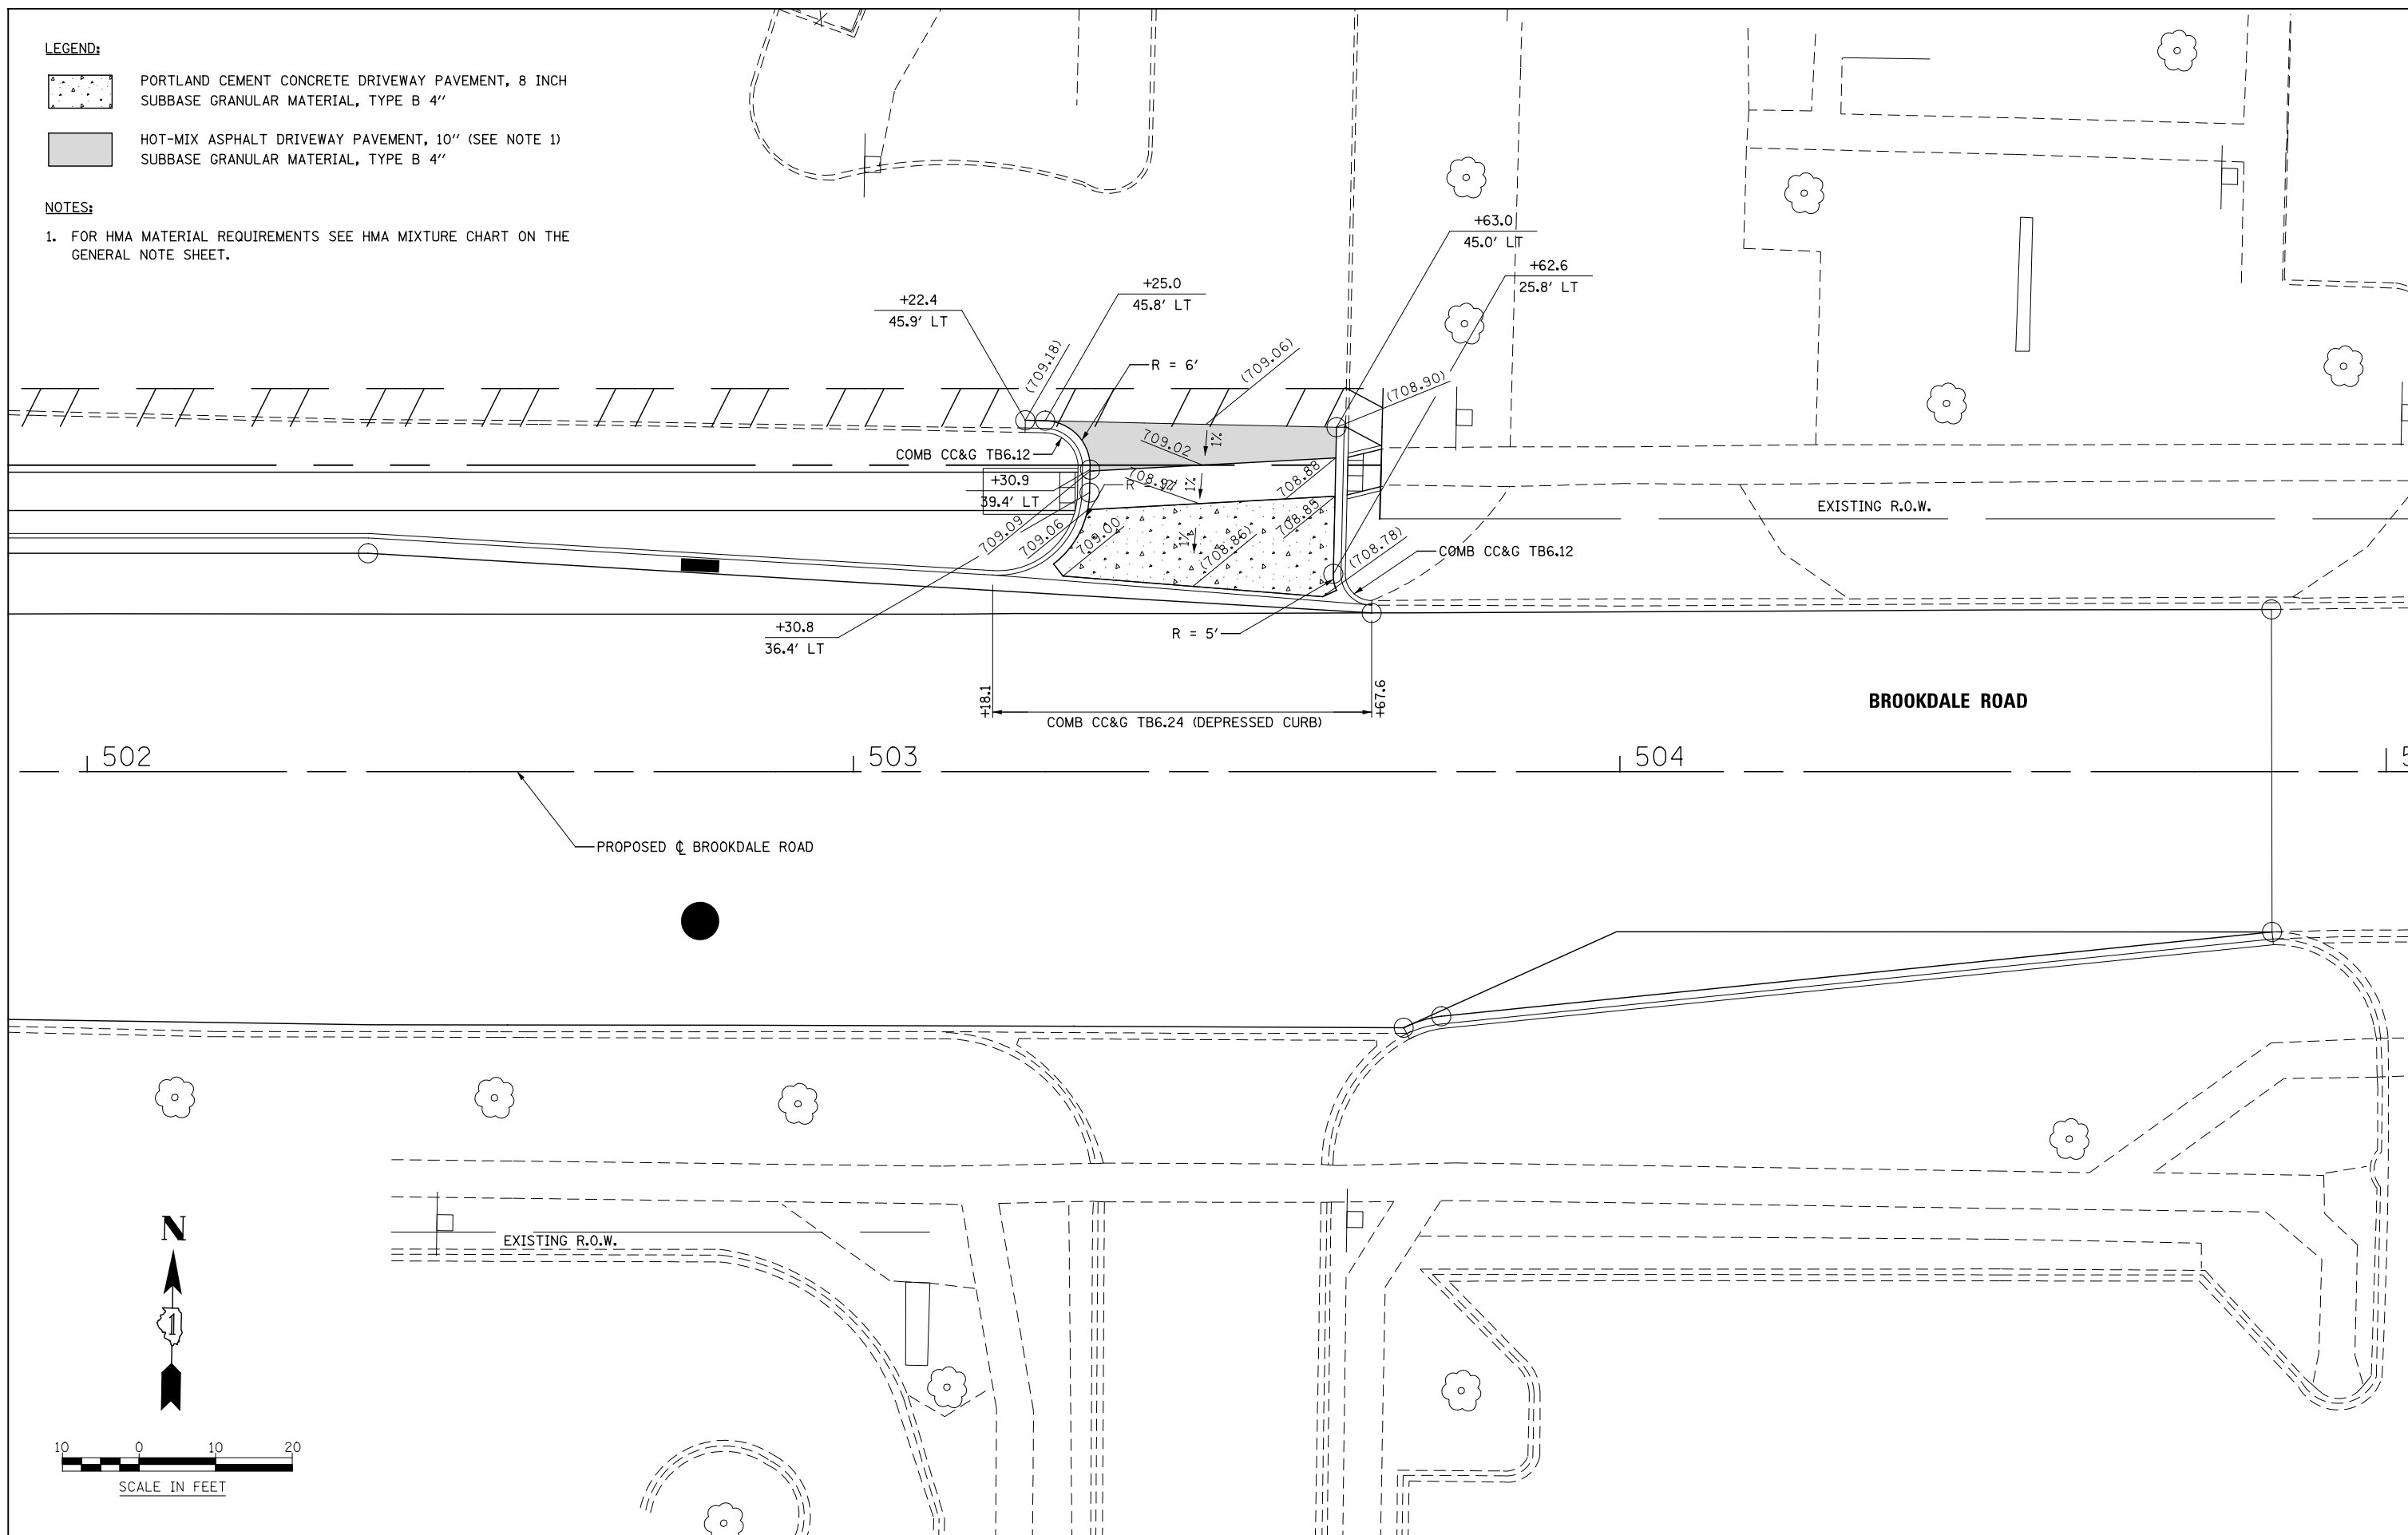 LEGEND:
PORTLAND CEMENT CONCRETE DRIVEWAY PAVEMENT, 8 INCH
SUBBASE GRANULAR MATERIAL, TYPE B 4″
HOT-MIX ASPHALT DRIVEWAY PAVEMENT, 10″ (SEE NOTE 1)
SUBBASE GRANULAR MATERIAL, TYPE B 4″
NOTES:
1. FOR HMA MATERIAL REQUIREMENTS SEE HMA MIXTURE CHART ON THE
GENERAL NOTE SHEET.
+63.0
45.0′ LT
+62.6
25.8′ LT
+25.0
45.8′ LT
+22.4
45.9′ LT
(709.18)
R = 6′
(709.06)
(708.90)
COMB CC&G TB6.12
709.02
1%
+30.9
39.4′ LT
R =
1%
708.88
709.09
709.06
709.00
1%
(708.86)
708.85
(708.78)
COMB CC&G TB6.12
EXISTING R.O.W.
+30.8
36.4′ LT
R = 5′
+18.1
+67.6
COMB CC&G TB6.24 (DEPRESSED CURB)
BROOKDALE ROAD
502
503
504
PROPOSED ℄ BROOKDALE ROAD
N
EXISTING R.O.W.
1
10 0 10 20
SCALE IN FEET